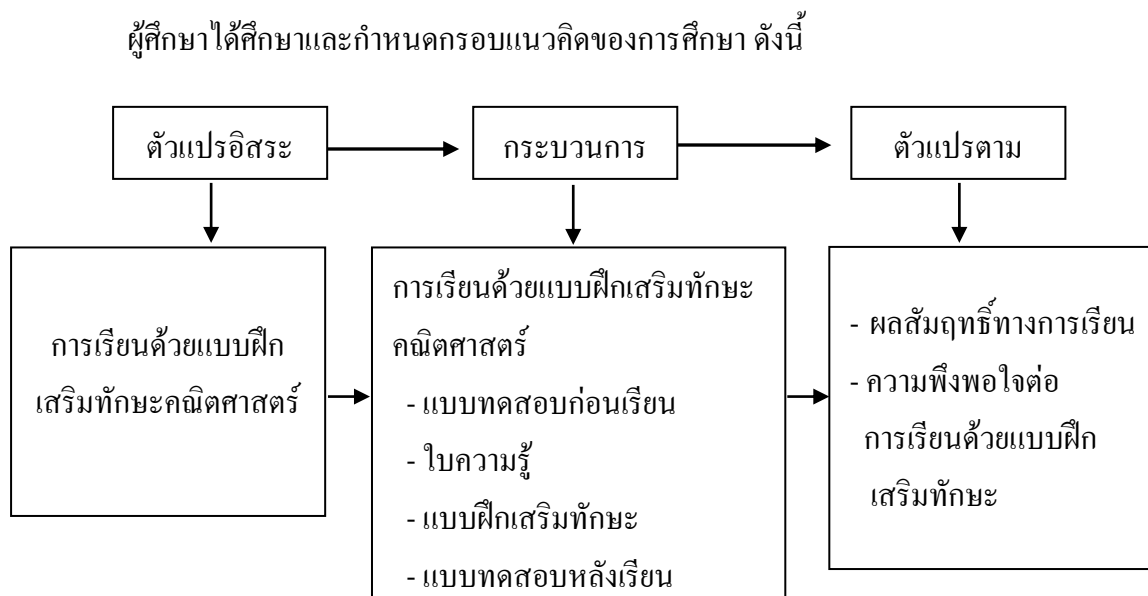 ผู้ศึกษาได้ศึกษาและกำหนดกรอบแนวคิดของการศึกษา ดังนี้
ตัวแปรอิสระ
กระบวนการ
ตัวแปรตาม
การเรียนด้วยแบบฝึก
เสริมทักษะคณิตศาสตร์
การเรียนด้วยแบบฝึกเสริมทักษะ
คณิตศาสตร์
- แบบทดสอบก่อนเรียน
- ใบความรู้
- แบบฝึกเสริมทักษะ
- แบบทดสอบหลังเรียน
- ผลสัมฤทธิ์ทางการเรียน
- ความพึงพอใจต่อ
การเรียนด้วยแบบฝึก
เสริมทักษะ